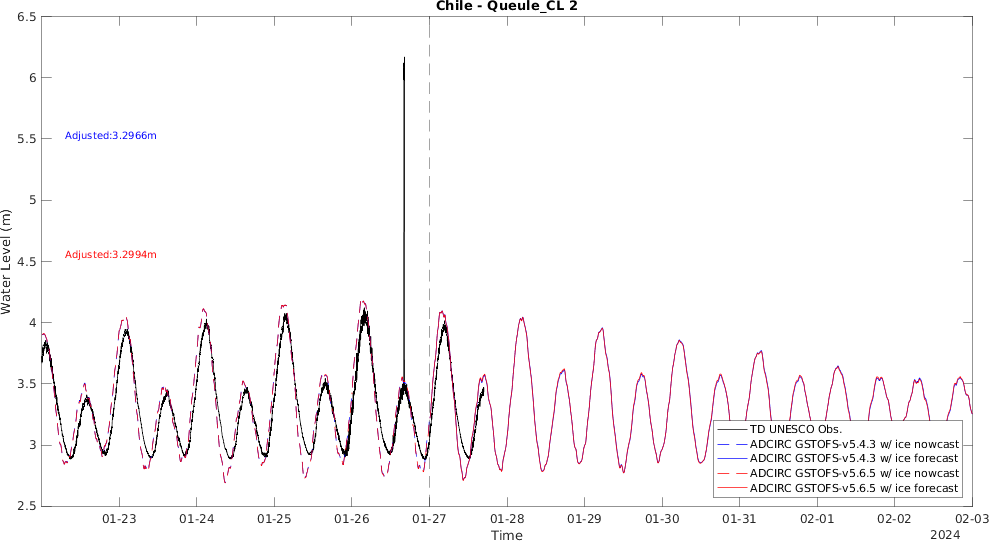 Chile - Queule_CL 2
6.5
6
5.5
5
4.5
4
3.5
3
2.5
Water Level (m)
Adjusted:3.2966m
Adjusted:3.2994m
TD UNESCO Obs.
ADCIRC GSTOFS-v5.4.3 w/ ice nowcast
ADCIRC GSTOFS-v5.4.3 w/ ice forecast
ADCIRC GSTOFS-v5.6.5 w/ ice nowcast
ADCIRC GSTOFS-v5.6.5 w/ ice forecast
01-23 01-24 01-25 01-26 01-27 01-28 01-29 01-30 01-31 02-01 02-02 02-03
Time
2024